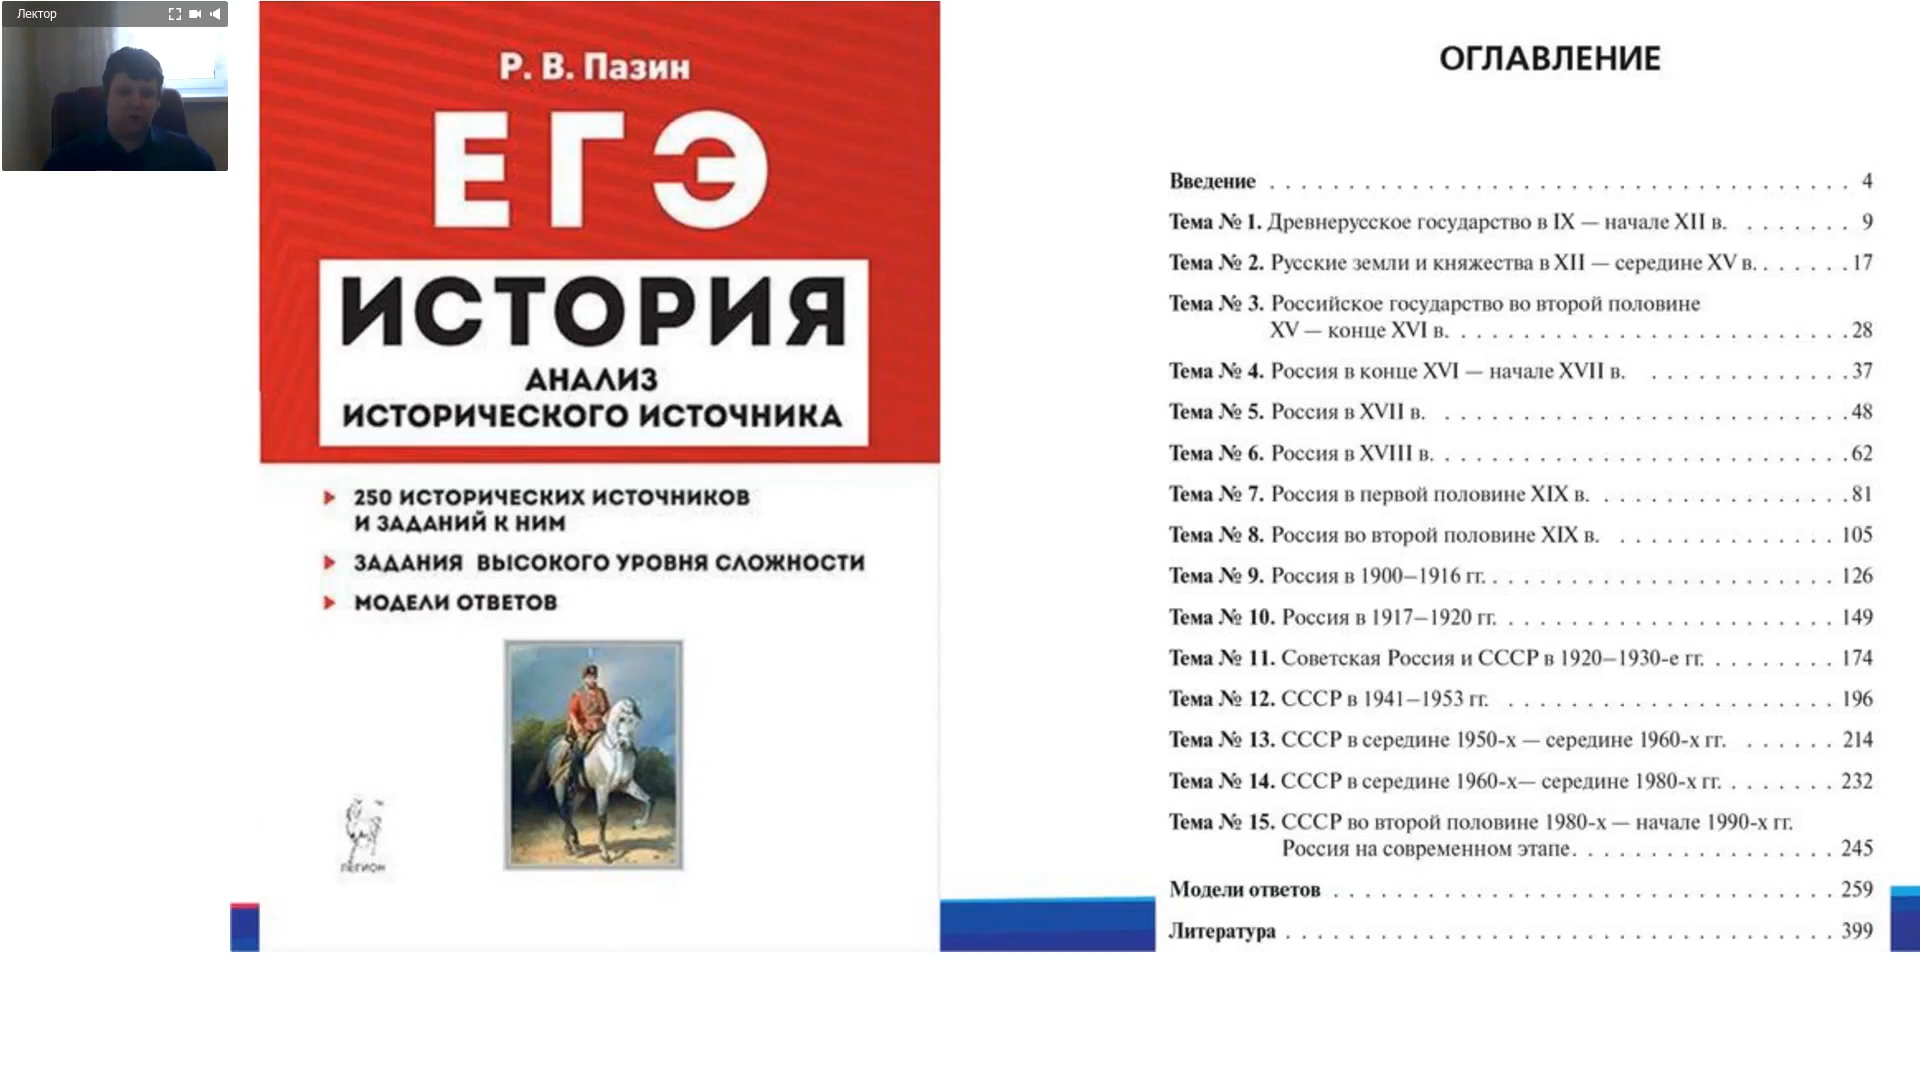 Лектор
Р. В. Пазин
ЕГЭ
ИСТОРИЯ
АНАЛИЗ
ИСТОРИЧЕСКОГО ИСТОЧНИКА
250 ИСТОРИЧЕСКИХ ИСТОЧНИКОВ
И ЗАДАНИЙ К НИМ
ЗАДАНИЯ ВЫСОКОГО УРОВНЯ СЛОЖНОСТИ
МОДЕЛИ ОТВЕТОВ
ЛЕГИОН
ОГЛАВЛЕНИЕ
Введение . . . . . . . . . . 4
Тема № 1. Древнерусское государство в IX — начале XII в. . . . . . . . 9
Тема № 2. Русские земли и княжества в XII — середине XV в. . . . . . 17
Тема № 3. Российское государство во второй половине
XV — конце XVI в. . . . . . . . . . 28
Тема № 4. Россия в конце XVI — начале XVII в. . . . . . . . . . 37
Тема № 5. Россия в XVII в. . . . . . . . . . 48
Тема № 6. Россия в XVIII в. . . . . . . . . . 62
Тема № 7. Россия в первой половине XIX в. . . . . . . . . . 81
Тема № 8. Россия во второй половине XIX в. . . . . . . . . . 105
Тема № 9. Россия в 1900–1916 гг. . . . . . . . . . 126
Тема № 10. Россия в 1917–1920 гг. . . . . . . . . . 149
Тема № 11. Советская Россия и СССР в 1920–1930-е гг. . . . . . . . 174
Тема № 12. СССР в 1941–1953 гг. . . . . . . . . . 196
Тема № 13. СССР в середине 1950-х — середине 1960-х гг. . . . . . . 214
Тема № 14. СССР в середине 1960-х— середине 1980-х гг. . . . . . . 232
Тема № 15. СССР во второй половине 1980-х — начале 1990-х гг.
Россия на современном этапе. . . . . . . . . . 245
Модели ответов . . . . . . . . . . 259
Литература . . . . . . . . . . 399